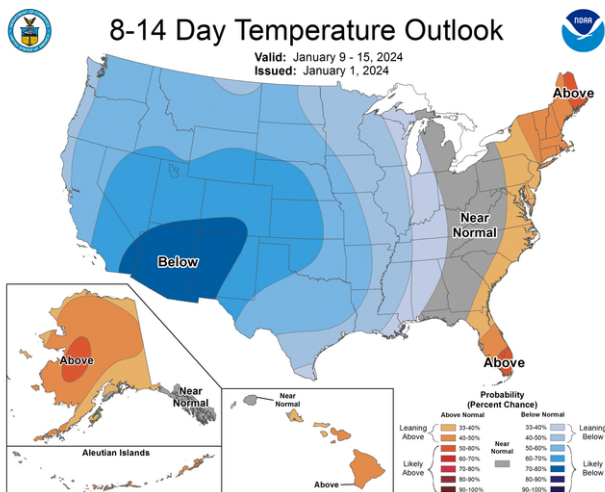 8-14 Day Temperature Outlook
Valid: January 9 - 15, 2024
Issued: January 1, 2024
NOAA
Above
Near
Normal
Below
Above
Above
Near
Normal
Aleutian Islands
Near
Normal
Above
Probability
(Percent Chance)
Above Normal
Below Normal
Leaning
Above
33-40%
40-50%
Likely
Above
50-60%
60-70%
70-80%
80-90%
90-100%
Near
Normal
33-40%
40-50%
Leaning
Below
50-60%
60-70%
70-80%
80-90%
90-100%
Likely
Below